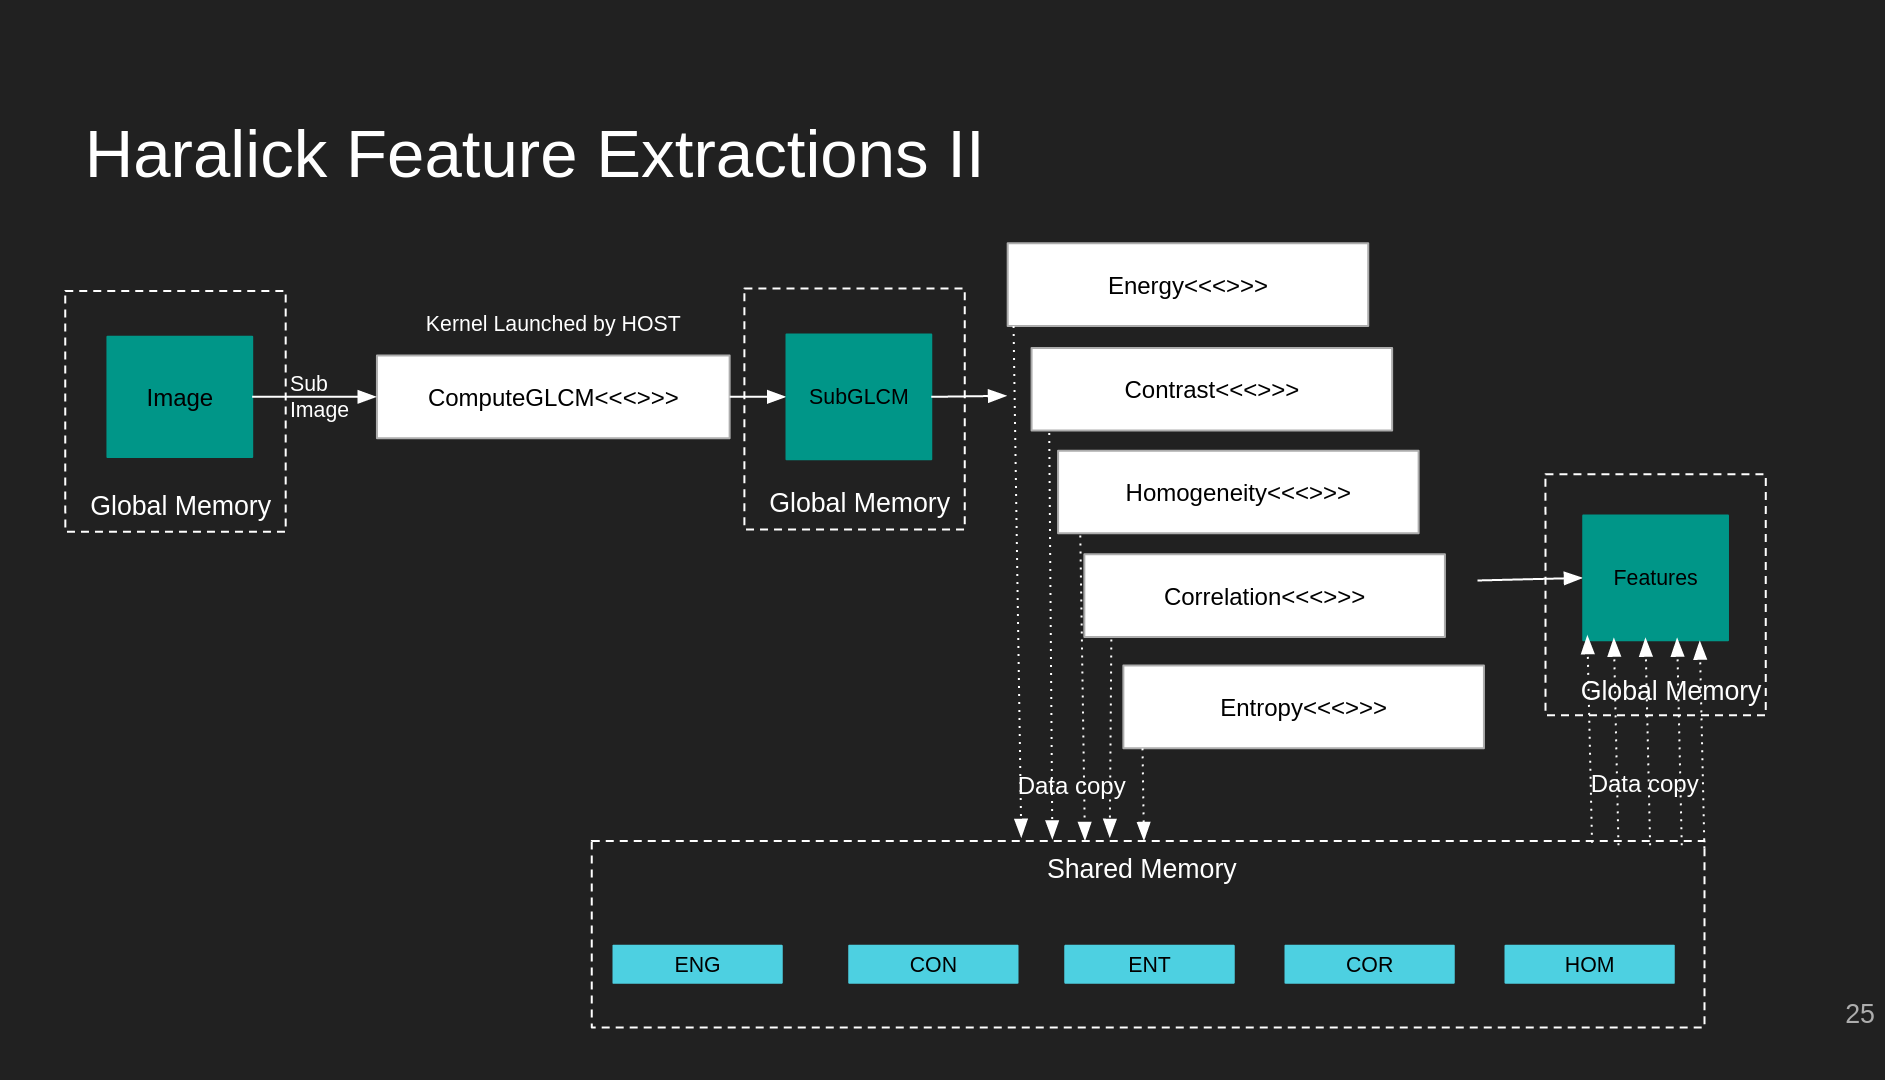 Haralick Feature Extractions II
Kernel Launched by HOST
Image
Sub
Image
ComputeGLCM<<<>>>
SubGLCM
Global Memory
Global Memory
Energy<<<>>>
Contrast<<<>>>
Homogeneity<<<>>>
Correlation<<<>>>
Entropy<<<>>>
Features
Global Memory
Data copy
Data copy
Shared Memory
ENG
CON
ENT
COR
HOM
25